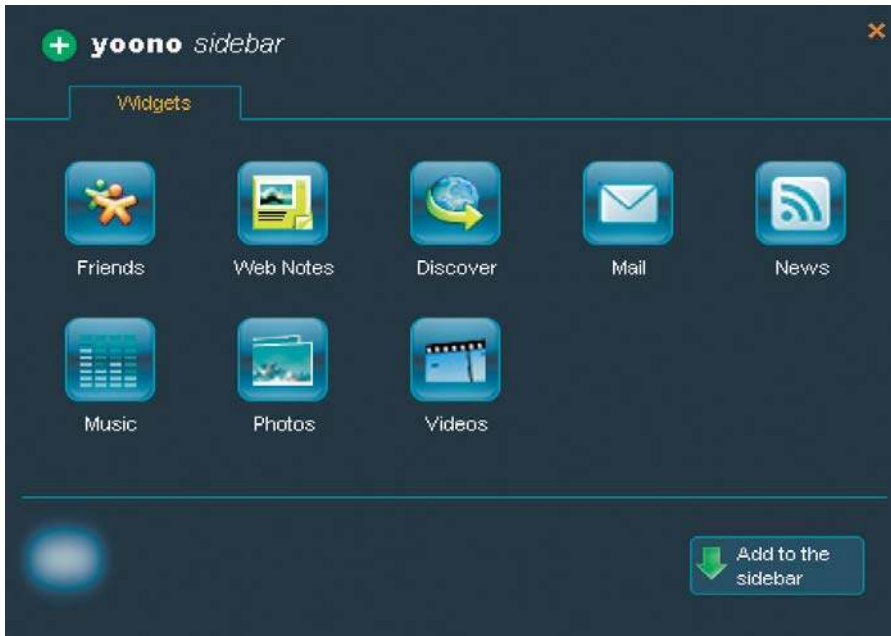 yoono sidebar
Widgets
Friends
Web Notes
Discover
Mail
News
Music
Photos
Videos
Add to the
sidebar